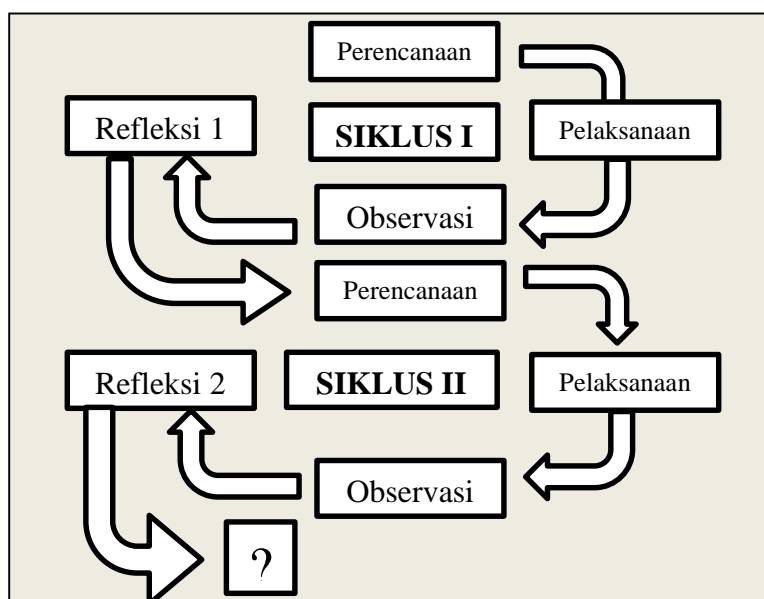 Perencanaan
Refleksi 1
SIKLUS I
Pelaksanaan
Observasi
Perencanaan
Refleksi 2
SIKLUS II
Pelaksanaan
Observasi
?